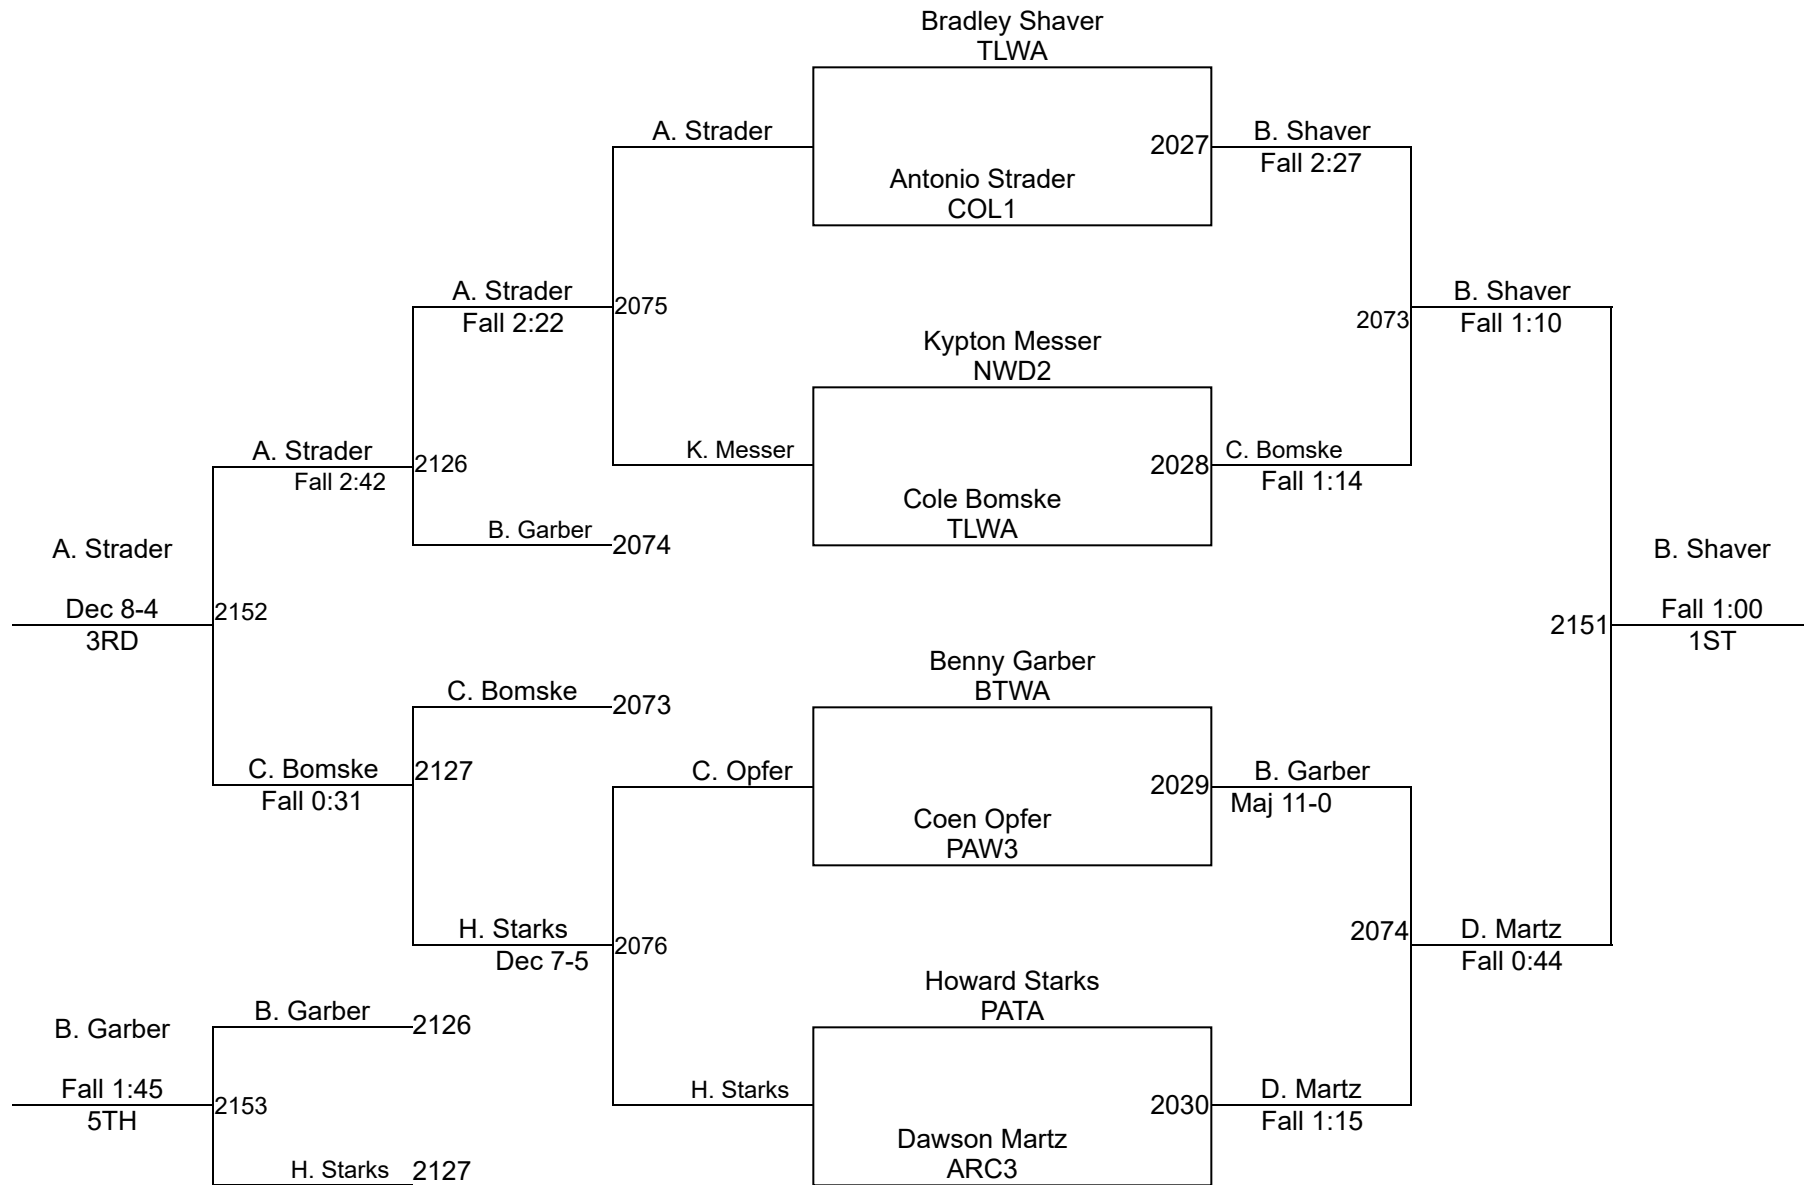 Bradley Shaver
TLWA
A. Strader
2027
B. Shaver
Fall 2:27
Antonio Strader
COL1
A. Strader
Fall 2:22
2075
2073
B. Shaver
Fall 1:10
Kypton Messer
NWD2
A. Strader
Fall 2:42
2126
K. Messer
2028
C. Bomske
Fall 1:14
Cole Bomske
TLWA
B. Garber
2074
A. Strader
Dec 8-4
3RD
2152
B. Shaver
2151
Fall 1:00
1ST
Benny Garber
BTWA
C. Bomske
2073
C. Bomske
Fall 0:31
2127
C. Opfer
2029
B. Garber
Maj 11-0
Coen Opfer
PAW3
H. Starks
Dec 7-5
2076
2074
D. Martz
Fall 0:44
Howard Starks
PATA
B. Garber
2126
B. Garber
Fall 1:45
5TH
2153
H. Starks
2030
D. Martz
Fall 1:15
Dawson Martz
ARC3
H. Starks
2127